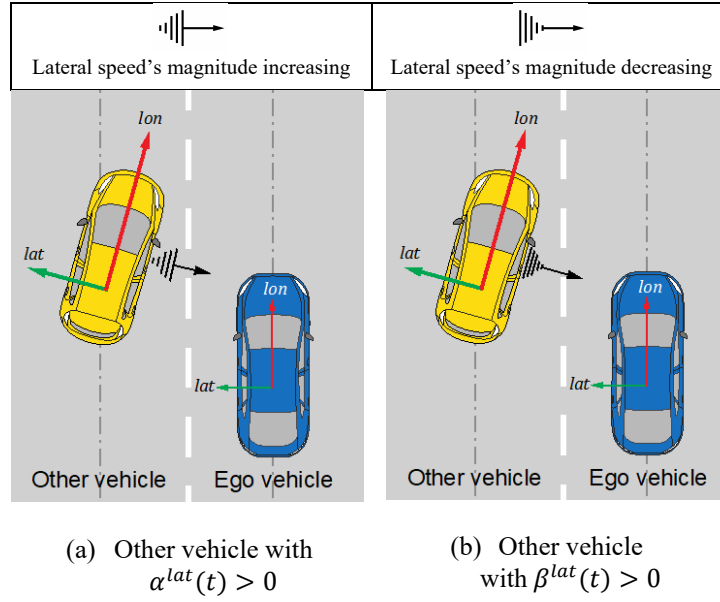 Lateral speed's magnitude increasing
Lateral speed's magnitude decreasing
lon
lat
lon
lat
Other vehicle
Ego vehicle
lon
lat
lon
lat
Other vehicle
Ego vehicle
(a) Other vehicle with
α^{lat}(t) > 0
(b) Other vehicle
with β^{lat}(t) > 0